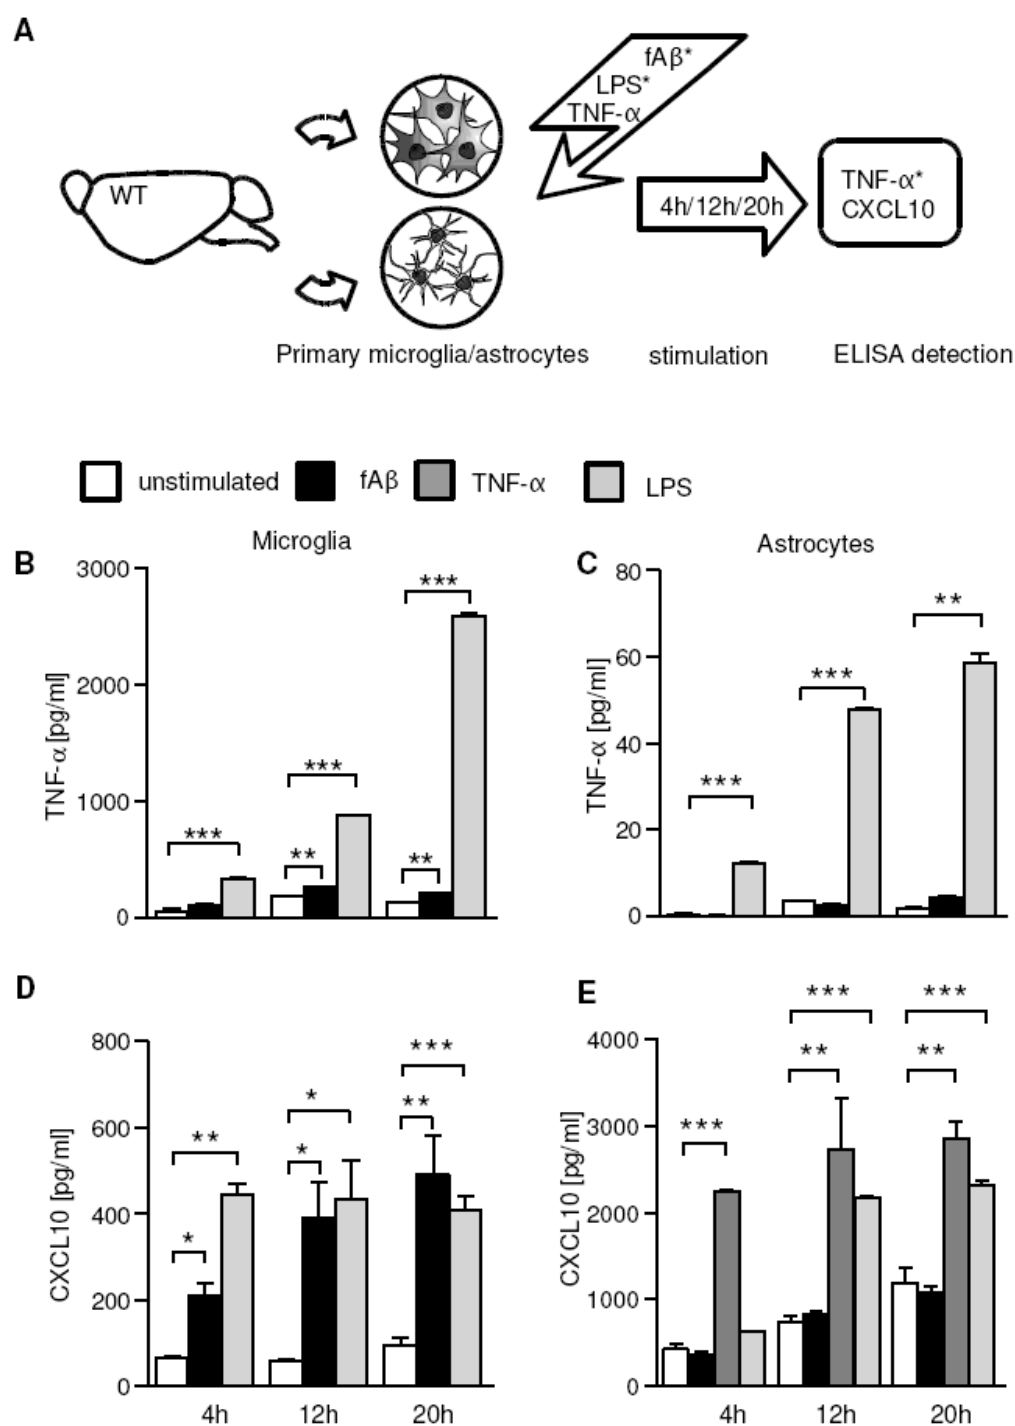 A
fAβ*
LPS*
TNF-α
WT
4h/12h/20h
TNF-α*
CXCL10
Primary microglia/astrocytes
stimulation
ELISA detection
unstimulated
fAβ
TNF-α
LPS
Microglia
Astrocytes
B
TNF-α [pg/ml]
3000
2000
1000
0
***
***
**
***
**
C
TNF-α [pg/ml]
80
60
40
20
0
***
***
**
D
CXCL10 [pg/ml]
800
600
400
200
0
**
*
*
*
***
**
4h
12h
20h
E
CXCL10 [pg/ml]
4000
3000
2000
1000
0
***
***
**
***
**
4h
12h
20h